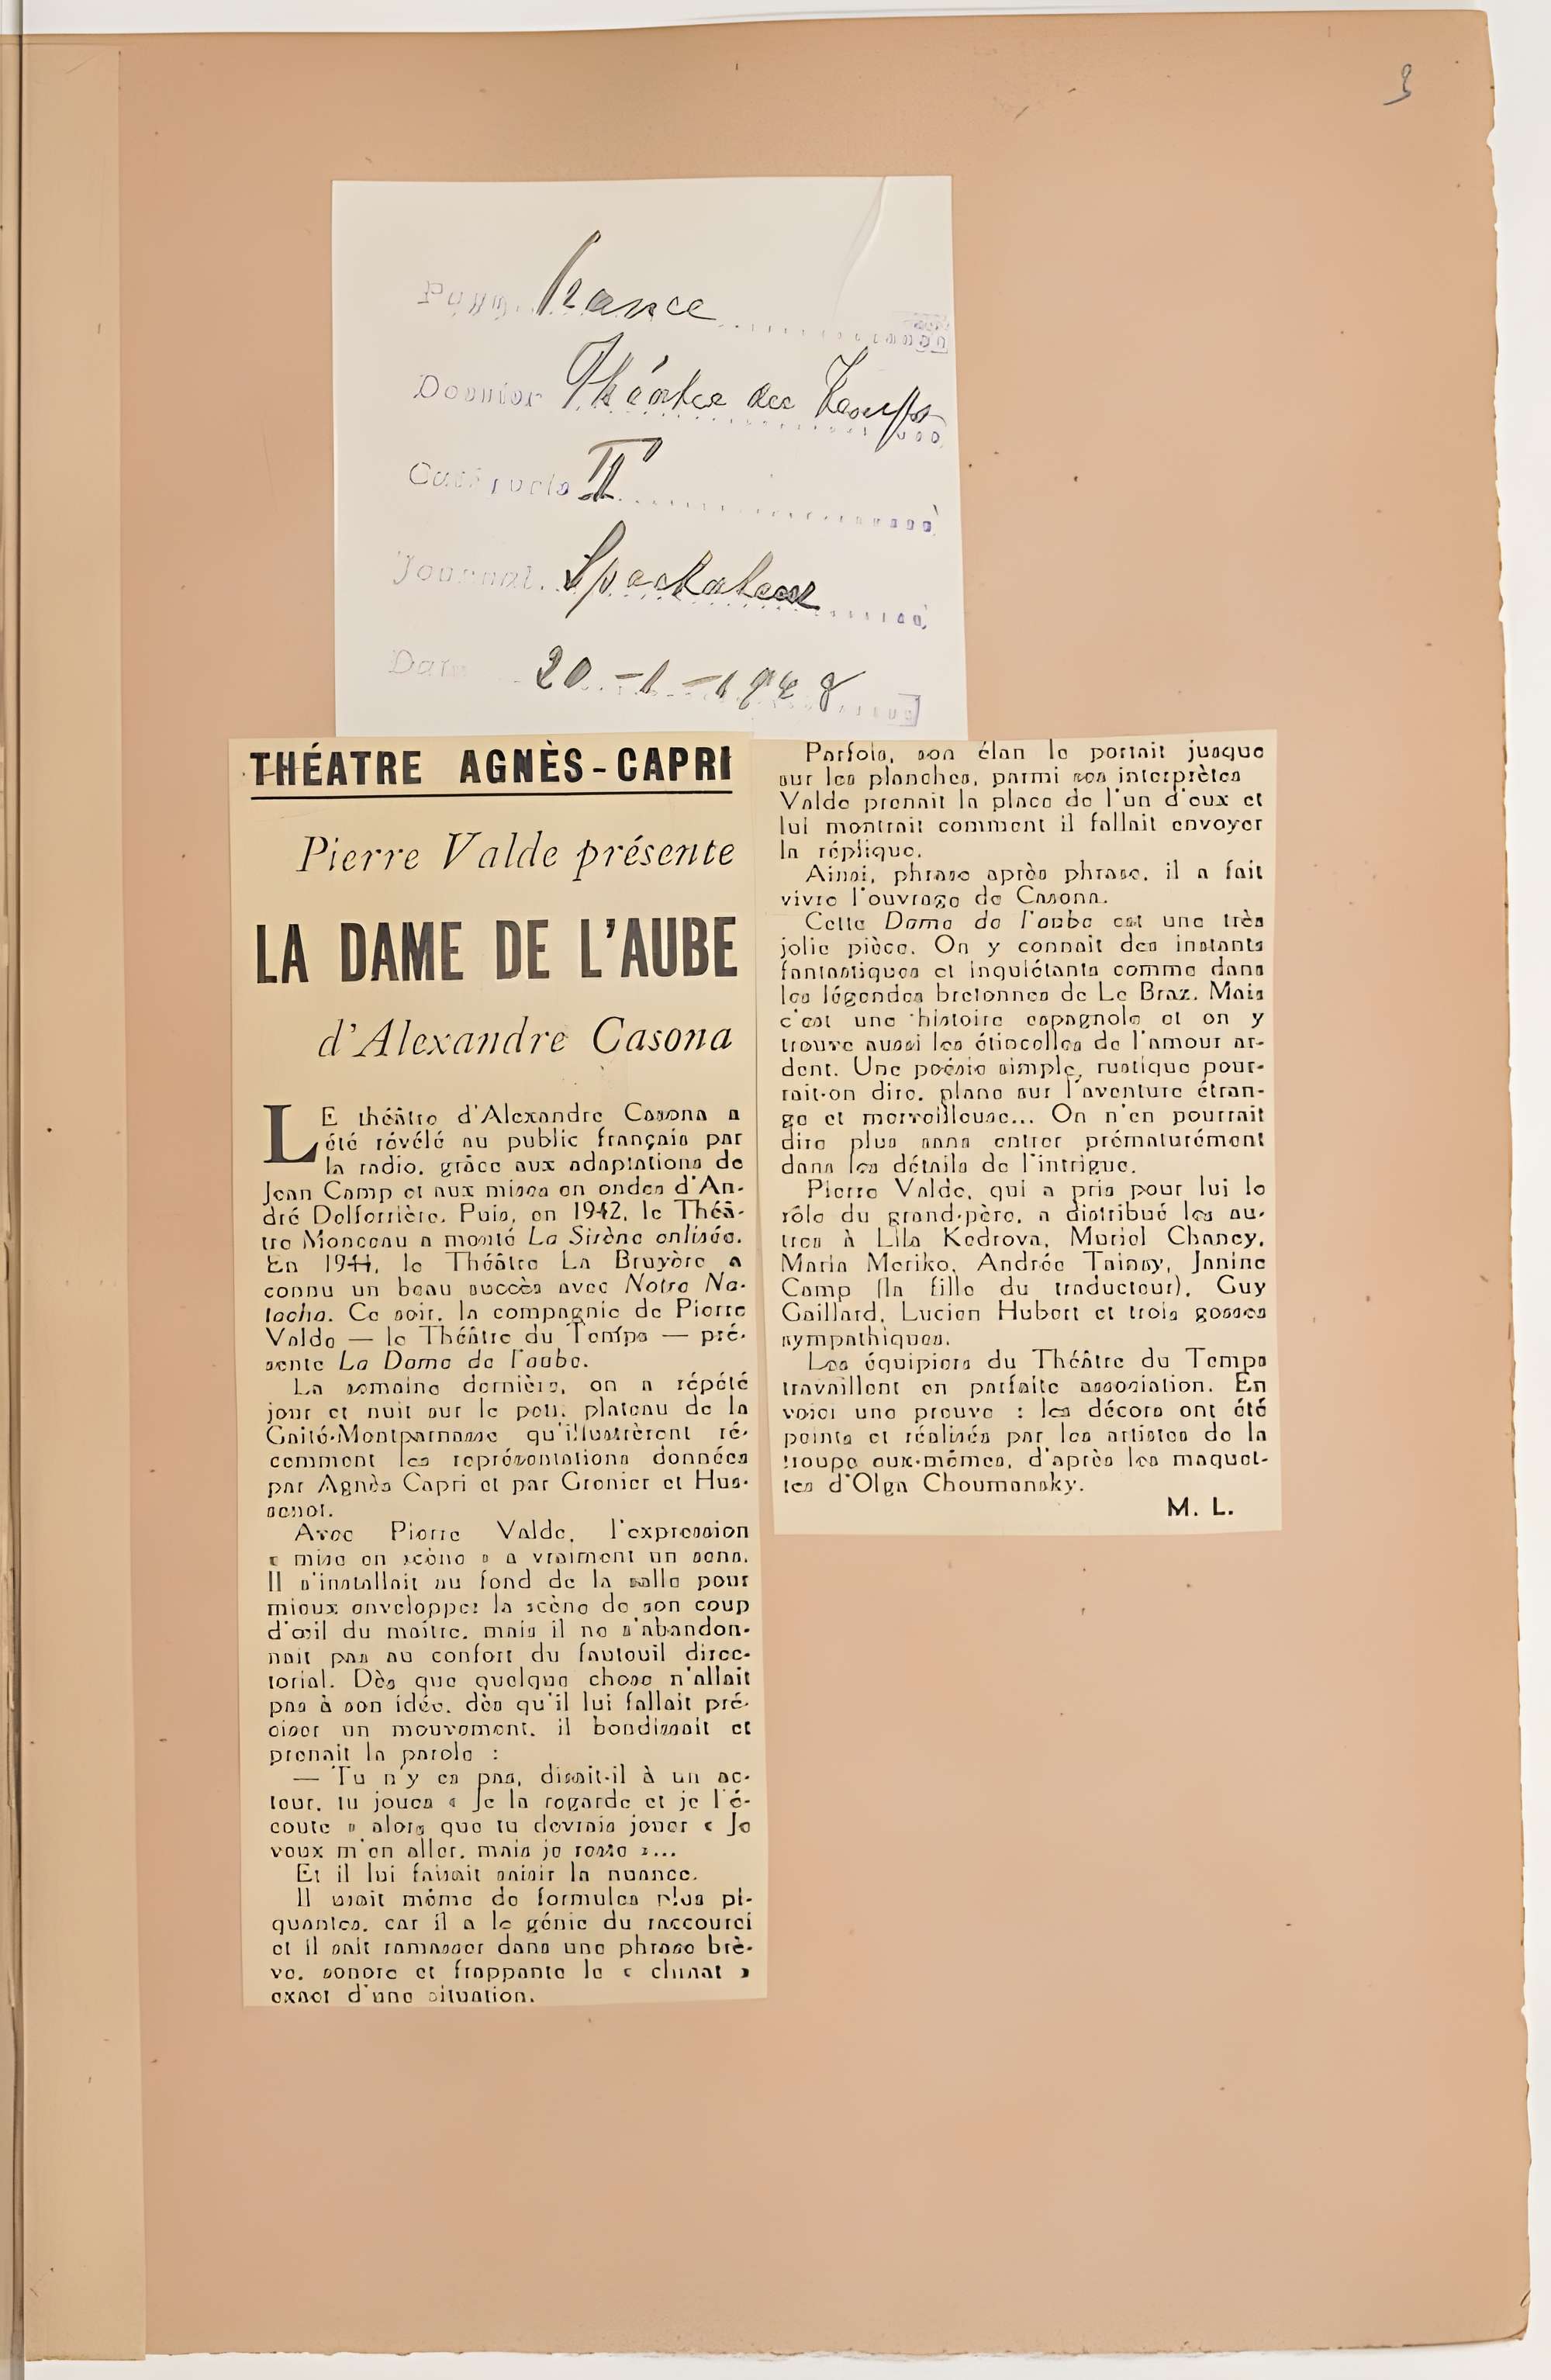 3
Pays. France
Dossier Théâtre du Temps
Catégorie II
Journal. Spectateur
Date 20-1-1948
THÉATRE AGNÈS-CAPRI
Pierre Valde présente
LA DAME DE L'AUBE
d'Alexandre Casona
LE théâtre d'Alexandre Casona a
été révélé au public français par
la radio, grâce aux adaptations de
Jean Camp et aux mises en ondes d'An-
dré Delferrière. Puis, en 1942, le Théâ-
tre Monceau a monté La Sirène enlisée.
En 1944, le Théâtre La Bruyère a
connu un beau succès avec Notre Na-
tacha. Ce soir, la compagnie de Pierre
Valde — le Théâtre du Temps — pré-
sente La Dame de l'aube.
La semaine dernière, on a répété
jour et nuit sur le petit plateau de la
Gaîté-Montparnasse qu'illustrèrent ré-
cemment les représentations données
par Agnès Capri et par Grenier et Hus-
senot.
Avec Pierre Valde, l'expression
« mise en scène » a vraiment un sens.
Il s'installait au fond de la salle pour
mieux envelopper la scène de son coup
d'œil du maître, mais il ne s'abandon-
nait pas au confort du fauteuil direc-
torial. Dès que quelque chose n'allait
pas à son idée, dès qu'il lui fallait pré-
ciser un mouvement, il bondissait et
prenait la parole :
— Tu n'y es pas, disait-il à un ac-
teur, tu joues « Je la regarde et je l'é-
coute » alors que tu devrais jouer « Je
veux m'en aller, mais je reste »...
Et il lui faisait saisir la nuance.
Il usait même de formules plus pi-
quantes, car il a le génie du raccourci
et il sait ramasser dans une phrase brè-
ve, sonore et frappante le « climat »
exact d'une situation.
Parfois, son élan le portait jusque
sur les planches, parmi ses interprètes
Valde prenait la place de l'un d'eux et
lui montrait comment il fallait envoyer
la réplique.
Ainsi, phrase après phrase, il a fait
vivre l'ouvrage de Casona.
Cette Dame de l'aube est une très
jolie pièce. On y connait des instants
fantastiques et inquiétants comme dans
les légendes bretonnes de Le Braz. Mais
c'est une histoire espagnole et on y
trouve aussi les étincelles de l'amour ar-
dent. Une poésie simple, rustique pour-
rait-on dire, plane sur l'aventure étran-
ge et merveilleuse... On n'en pourrait
dire plus sans entrer prématurément
dans les détails de l'intrigue.
Pierre Valde, qui a pris pour lui le
rôle du grand-père, a distribué les au-
tres à Lila Kedrova, Muriel Chaney,
Maria Meriko, Andrée Tainsy, Janine
Camp (la fille du traducteur), Guy
Gaillard, Lucien Hubert et trois gosses
sympathiques.
Les équipiers du Théâtre du Temps
travaillent en parfaite association. En
voici une preuve : les décors ont été
peints et réalisés par les artistes de la
troupe eux-mêmes, d'après les maquet-
tes d'Olga Choumansky.
M. L.